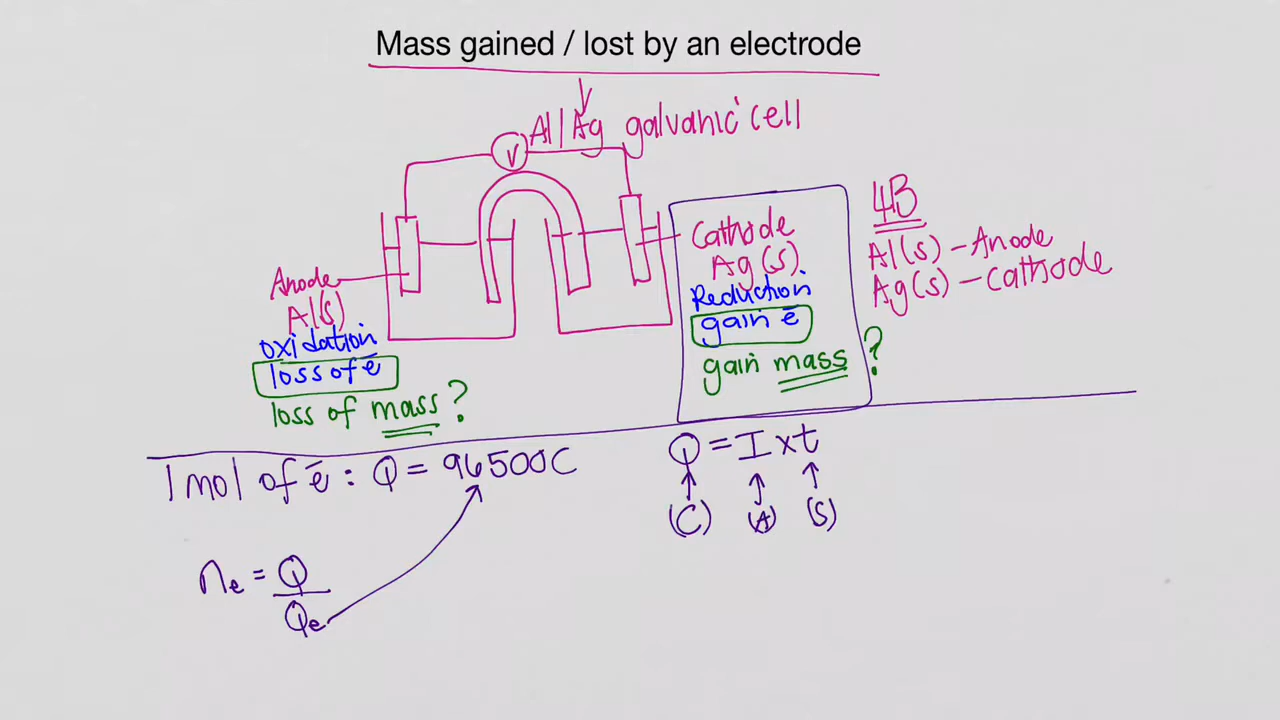 Mass gained / lost by an electrode
Al | Ag galvanic cell
V
Anode
Al(s)
oxidation
loss of ē
loss of mass?
Cathode
Ag(s)
Reduction
gain ē
gain mass?
4B
Al(s) – Anode
Ag(s) – Cathode
1 mol of ē : Q = 96500C
Q = I x t
(C) (A) (S)
nₑ = Q
Qₑ